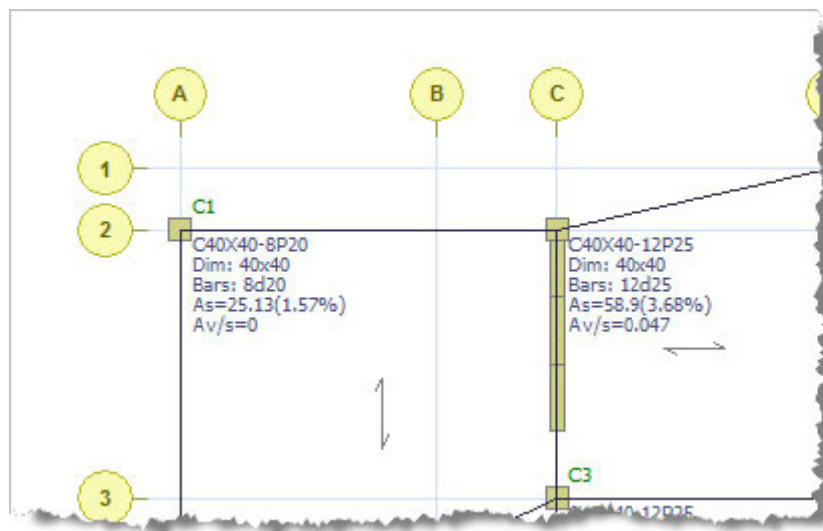 A B C
1
C1
2
C40X40-8P20
Dim: 40x40
Bars: 8d20
As=25.13(1.57%)
Av/s=0
C40X40-12P25
Dim: 40x40
Bars: 12d25
As=58.9(3.68%)
Av/s=0.047
C3
3